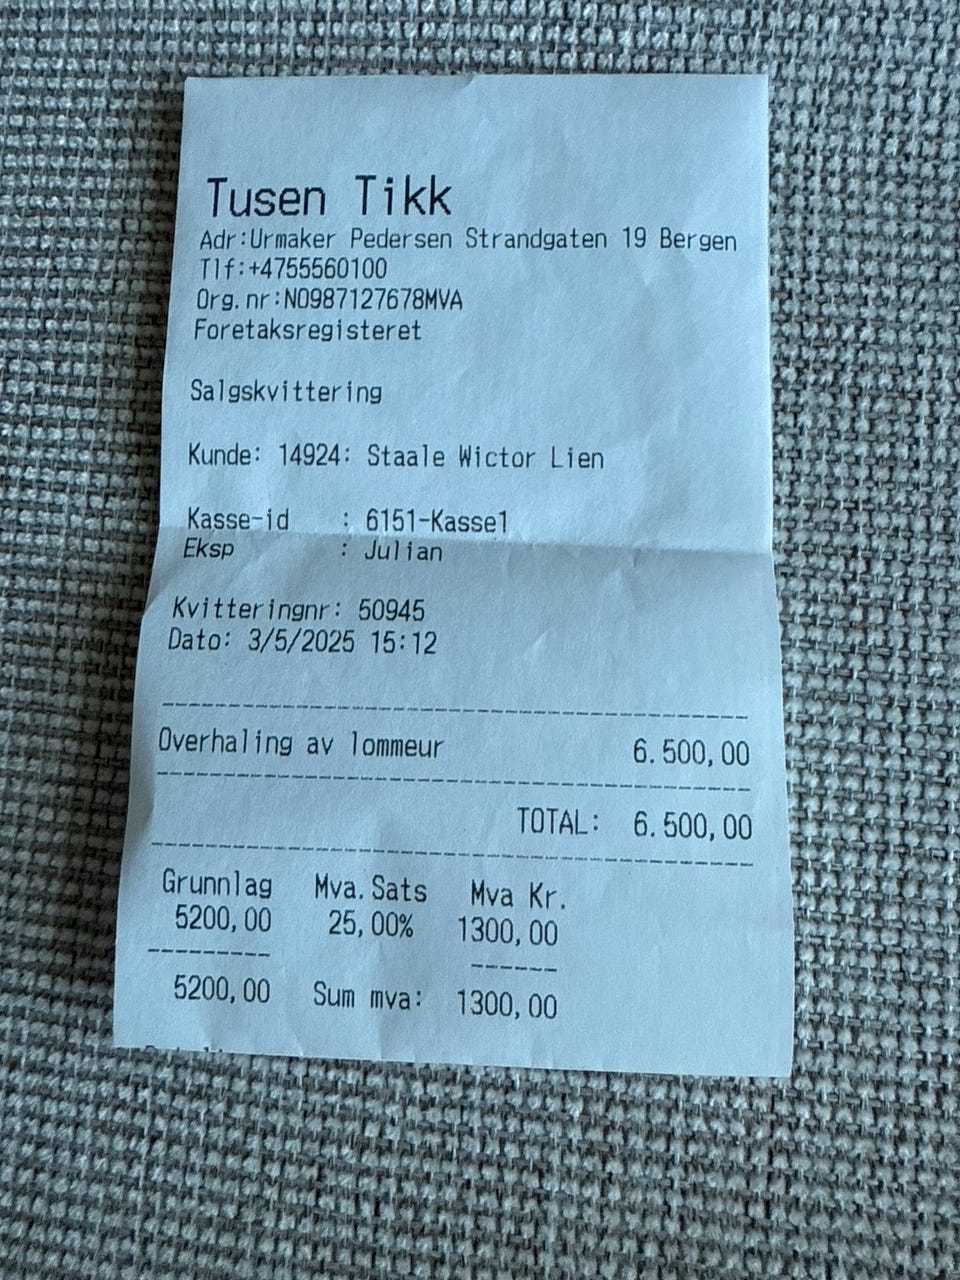 Tusen Tikk
Adr:Urmaker Pedersen Strandgaten 19 Bergen
Tlf:+4755560100
Org.nr:NO987127678MVA
Foretaksregisteret
Salgskvittering
Kunde: 14924: Staale Wictor Lien
Kasse-id : 6151-Kasse1
Eksp : Julian
Kvitteringnr: 50945
Dato: 3/5/2025 15:12
Overhaling av lommeur 6.500,00
TOTAL: 6.500,00
Grunnlag Mva.Sats Mva Kr.
5200,00 25,00% 1300,00
5200,00 Sum mva: 1300,00